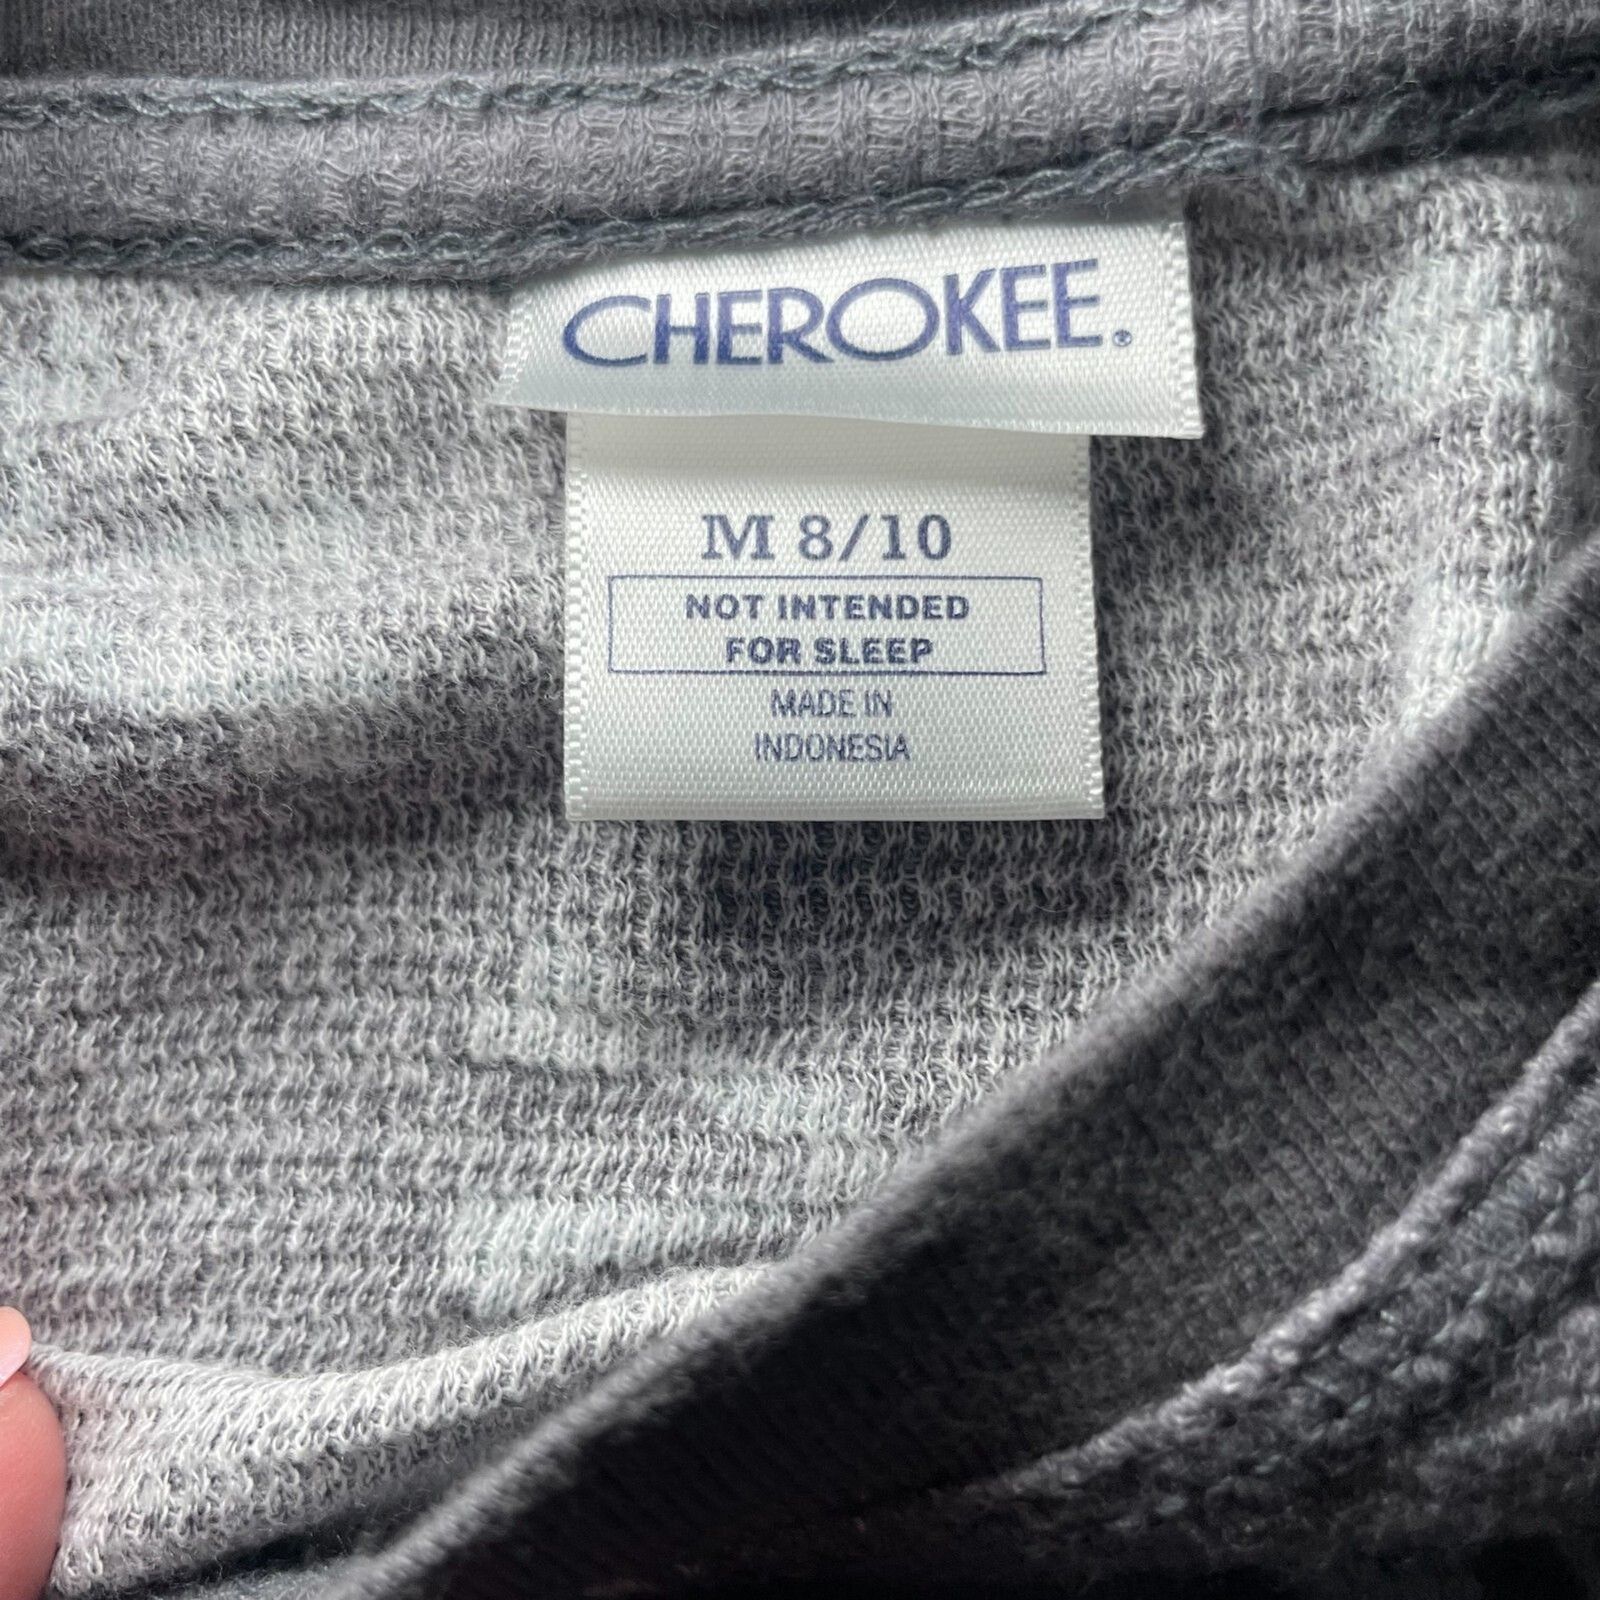 CHEROKEE®
M 8/10
NOT INTENDED
FOR SLEEP
MADE IN
INDONESIA